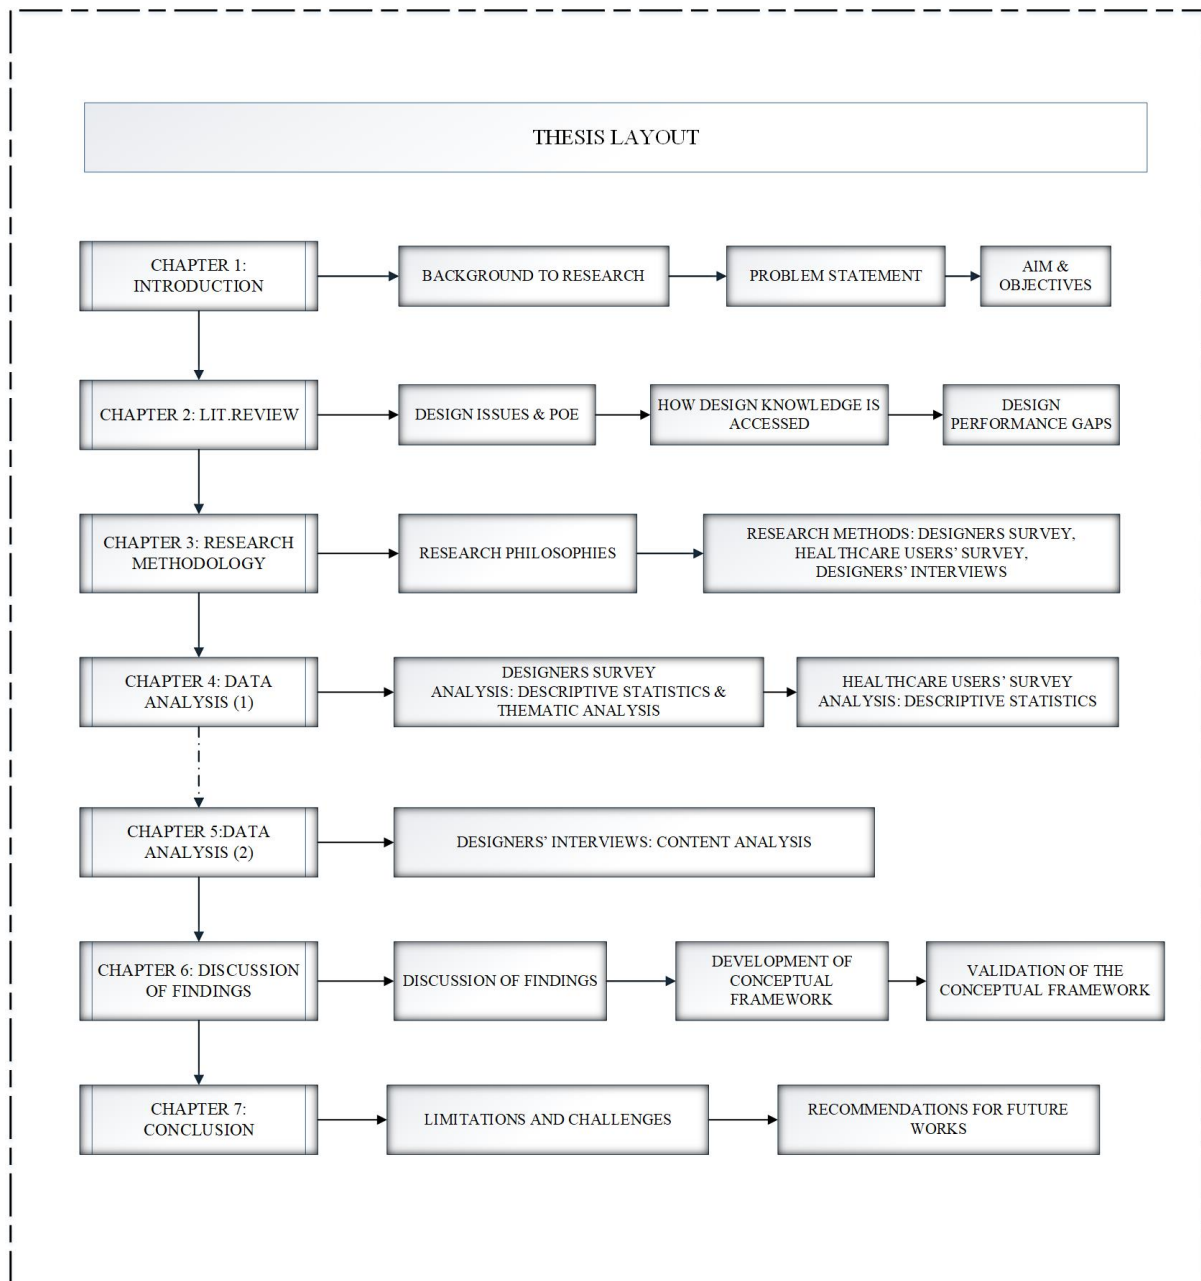 THESIS LAYOUT
CHAPTER 1:
INTRODUCTION
BACKGROUND TO RESEARCH
PROBLEM STATEMENT
AIM &
OBJECTIVES
CHAPTER 2: LIT.REVIEW
DESIGN ISSUES & POE
HOW DESIGN KNOWLEDGE IS
ACCESSED
DESIGN
PERFORMANCE GAPS
CHAPTER 3: RESEARCH
METHODOLOGY
RESEARCH PHILOSOPHIES
RESEARCH METHODS: DESIGNERS SURVEY,
HEALTHCARE USERS’ SURVEY,
DESIGNERS’ INTERVIEWS
CHAPTER 4: DATA
ANALYSIS (1)
DESIGNERS SURVEY
ANALYSIS: DESCRIPTIVE STATISTICS &
THEMATIC ANALYSIS
HEALTHCARE USERS’ SURVEY
ANALYSIS: DESCRIPTIVE STATISTICS
CHAPTER 5:DATA
ANALYSIS (2)
DESIGNERS’ INTERVIEWS: CONTENT ANALYSIS
CHAPTER 6: DISCUSSION
OF FINDINGS
DISCUSSION OF FINDINGS
DEVELOPMENT OF
CONCEPTUAL
FRAMEWORK
VALIDATION OF THE
CONCEPTUAL FRAMEWORK
CHAPTER 7:
CONCLUSION
LIMITATIONS AND CHALLENGES
RECOMMENDATIONS FOR FUTURE
WORKS